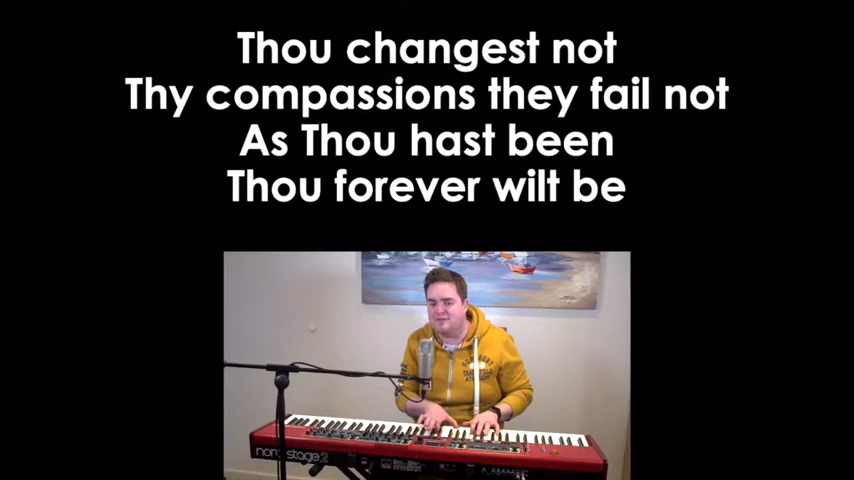 Thou changest not
Thy compassions they fail not
As Thou hast been
Thou forever wilt be
nord stage 2